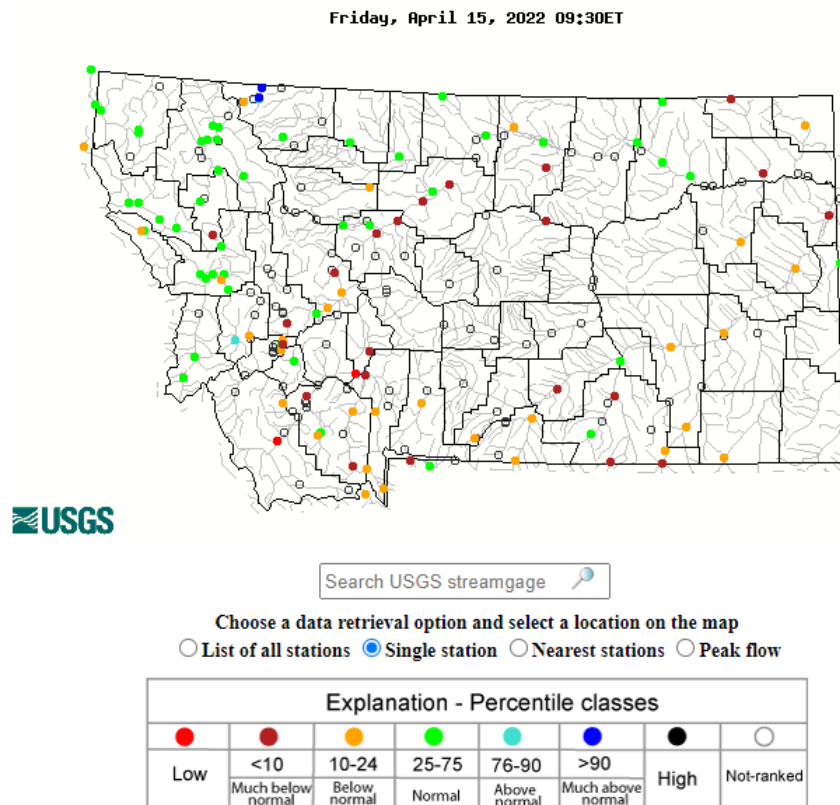 Friday, April 15, 2022 09:30ET
USGS
Search USGS streamgage
Choose a data retrieval option and select a location on the map
List of all stations Single station Nearest stations Peak flow
Explanation - Percentile classes
Low <10 10-24 25-75 76-90 >90 High Not-ranked
Much below normal Below normal Normal Above normal Much above normal